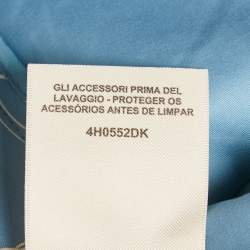 GLI ACCESSORI PRIMA DEL
LAVAGGIO - PROTEGER OS
ACESSÓRIOS ANTES DE LIMPAR
4H0552DK